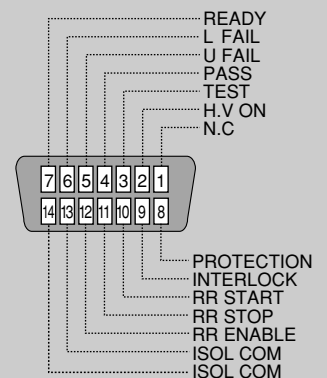 READY
L FAIL
U FAIL
PASS
TEST
H.V ON
N.C
7 6 5 4 3 2 1
14 13 12 11 10 9 8
PROTECTION
INTERLOCK
RR START
RR STOP
RR ENABLE
ISOL COM
ISOL COM